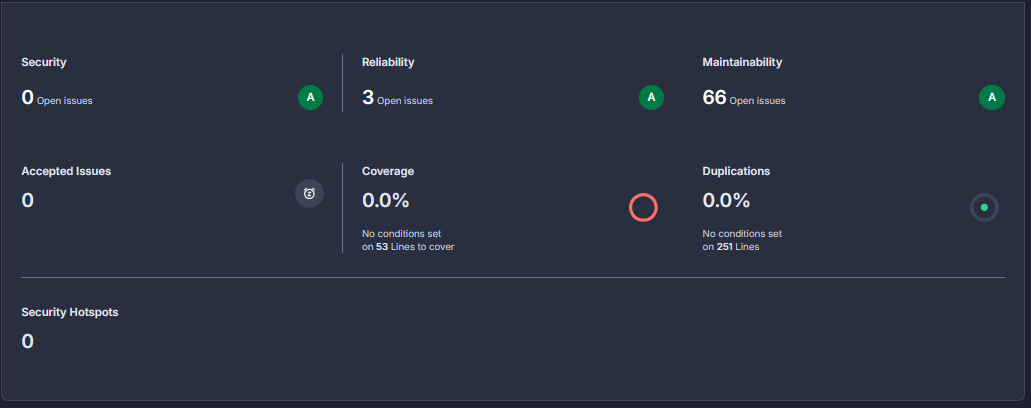 Security
0 Open issues
A
Reliability
3 Open issues
A
Maintainability
66 Open issues
A
Accepted Issues
0
Coverage
0.0%
No conditions set
on 53 Lines to cover
Duplications
0.0%
No conditions set
on 251 Lines
Security Hotspots
0